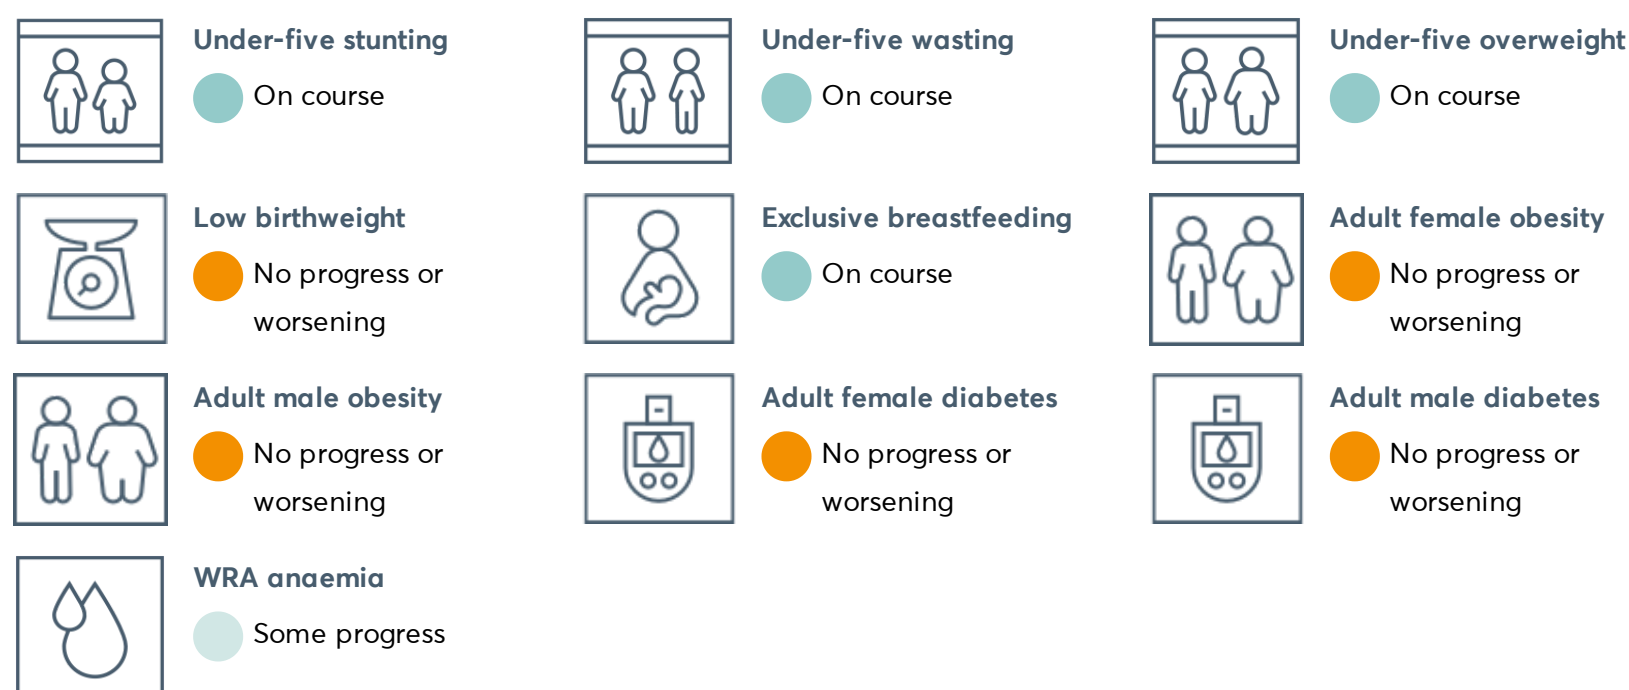 Under-five stunting
On course
Under-five wasting
On course
Under-five overweight
On course
Low birthweight
No progress or
worsening
Exclusive breastfeeding
On course
Adult female obesity
No progress or
worsening
Adult male obesity
No progress or
worsening
Adult female diabetes
No progress or
worsening
Adult male diabetes
No progress or
worsening
WRA anaemia
Some progress